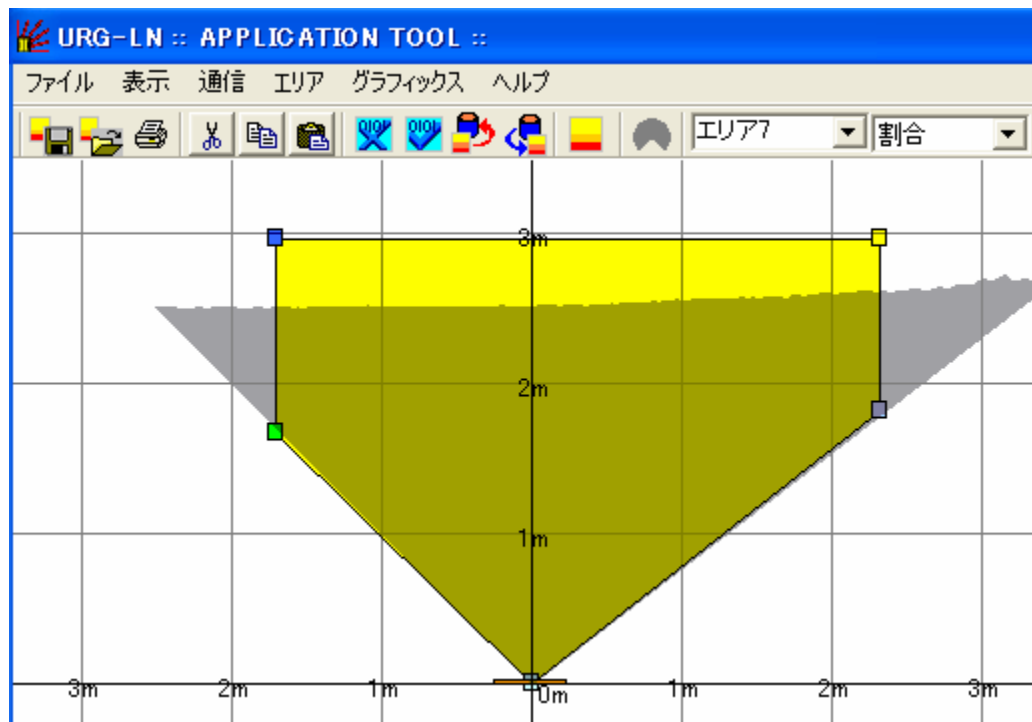 URG-LN :: APPLICATION TOOL ::
ファイル 表示 通信 エリア グラフィックス ヘルプ
エリア7 割合
3m
2m
1m
3m 2m 1m 0m 1m 2m 3m